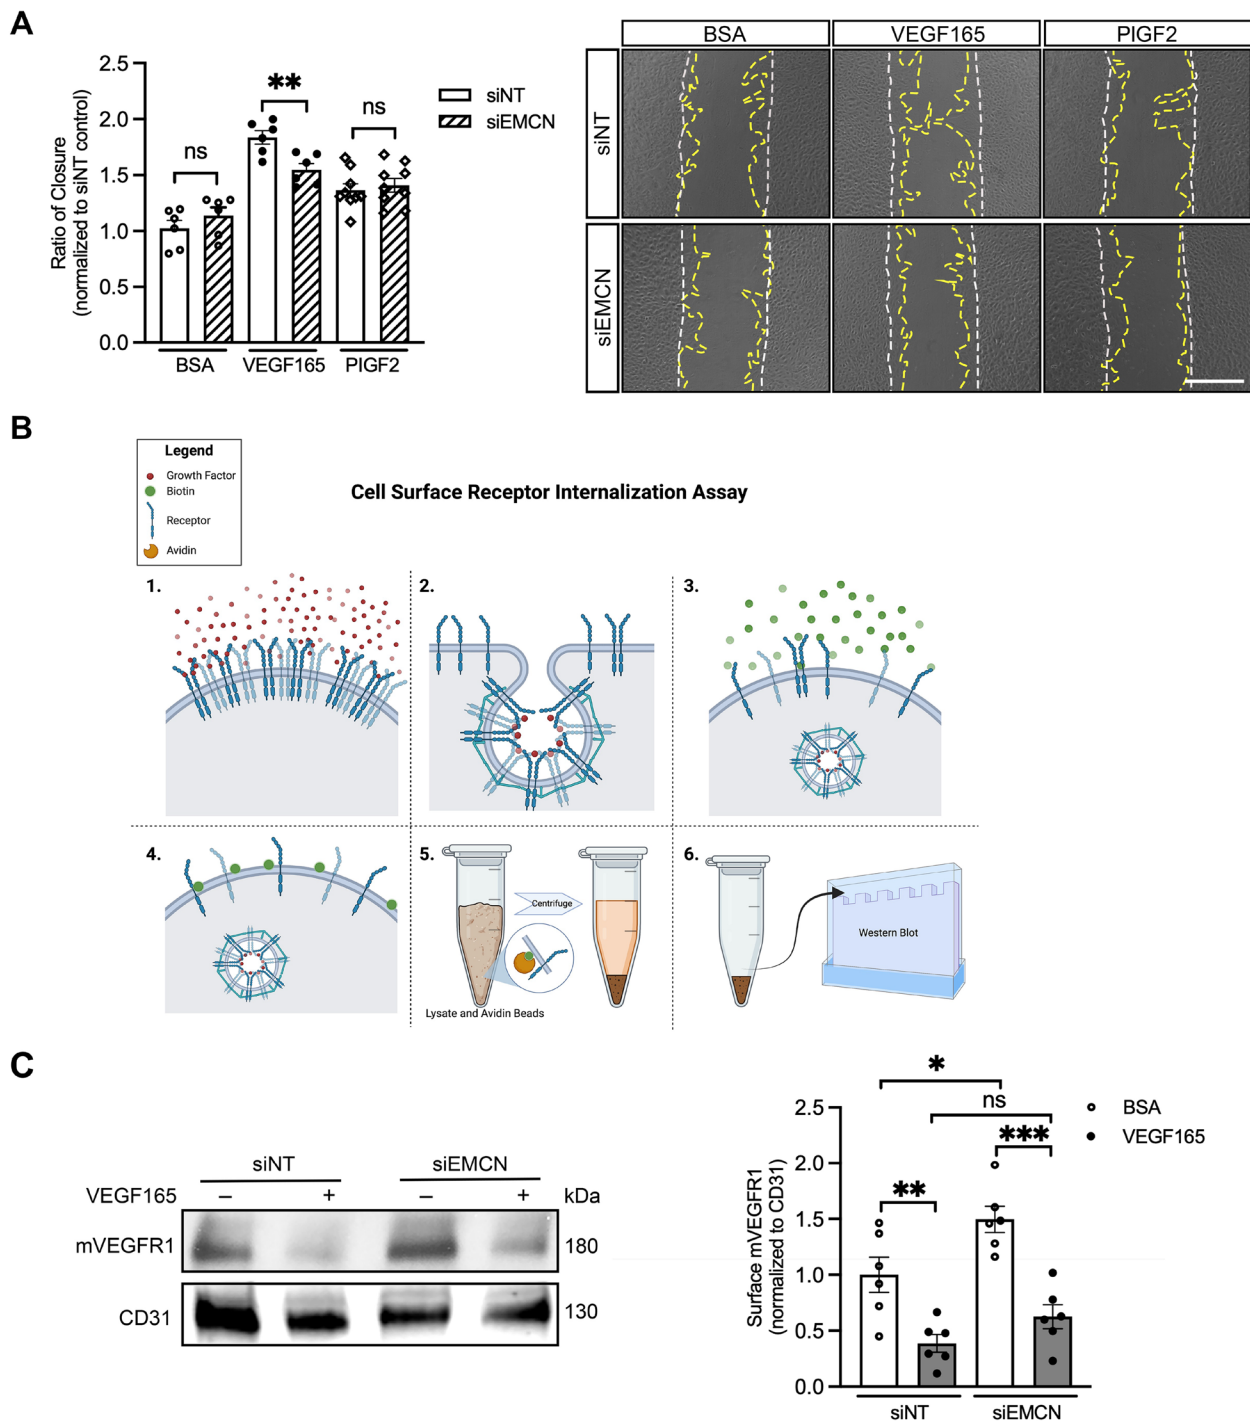 A
2.5
2.0
1.5
1.0
0.5
0.0
Ratio of Closure
(normalized to siNT control)
ns
**
ns
siNT
siEMCN
BSA
VEGF165
PIGF2
BSA
VEGF165
PIGF2
siNT
siEMCN
B
Legend
Growth Factor
Biotin
Receptor
Avidin
Cell Surface Receptor Internalization Assay
1.
2.
3.
4.
5.
6.
Centrifuge
Lysate and Avidin Beads
Western Blot
C
siNT
siEMCN
VEGF165
–
+
–
+
kDa
mVEGFR1
180
CD31
130
2.5
2.0
1.5
1.0
0.5
0.0
Surface mVEGFR1
(normalized to CD31)
*
ns
***
**
BSA
VEGF165
siNT
siEMCN